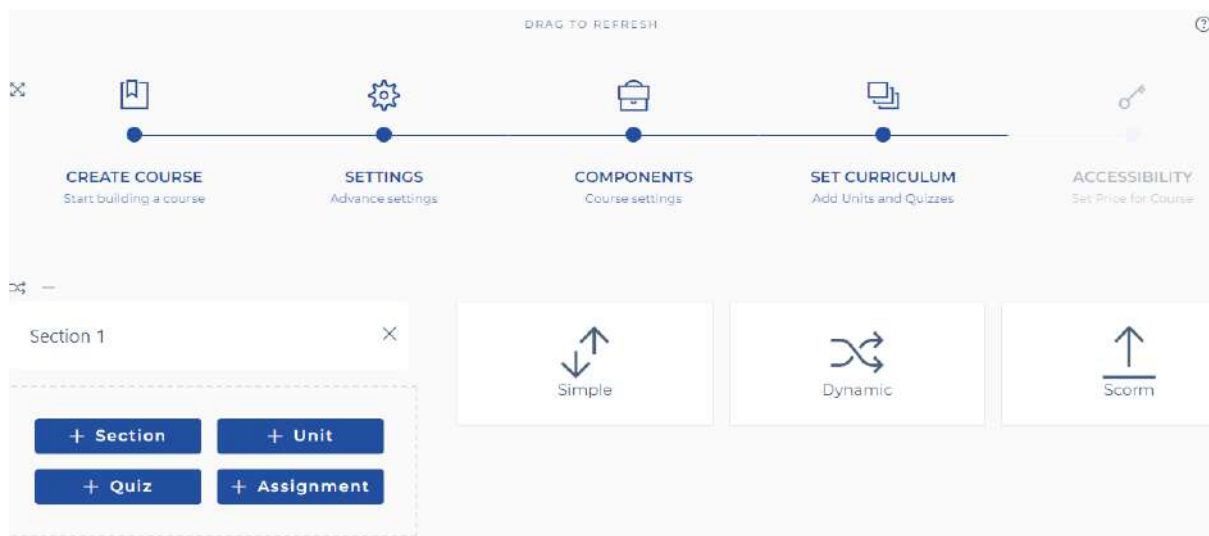 DRAG TO REFRESH
CREATE COURSE
Start building a course
SETTINGS
Advance settings
COMPONENTS
Course settings
SET CURRICULUM
Add Units and Quizzes
ACCESSIBILITY
Set Price for Course
Section 1
+ Section
+ Unit
+ Quiz
+ Assignment
Simple
Dynamic
Scorm